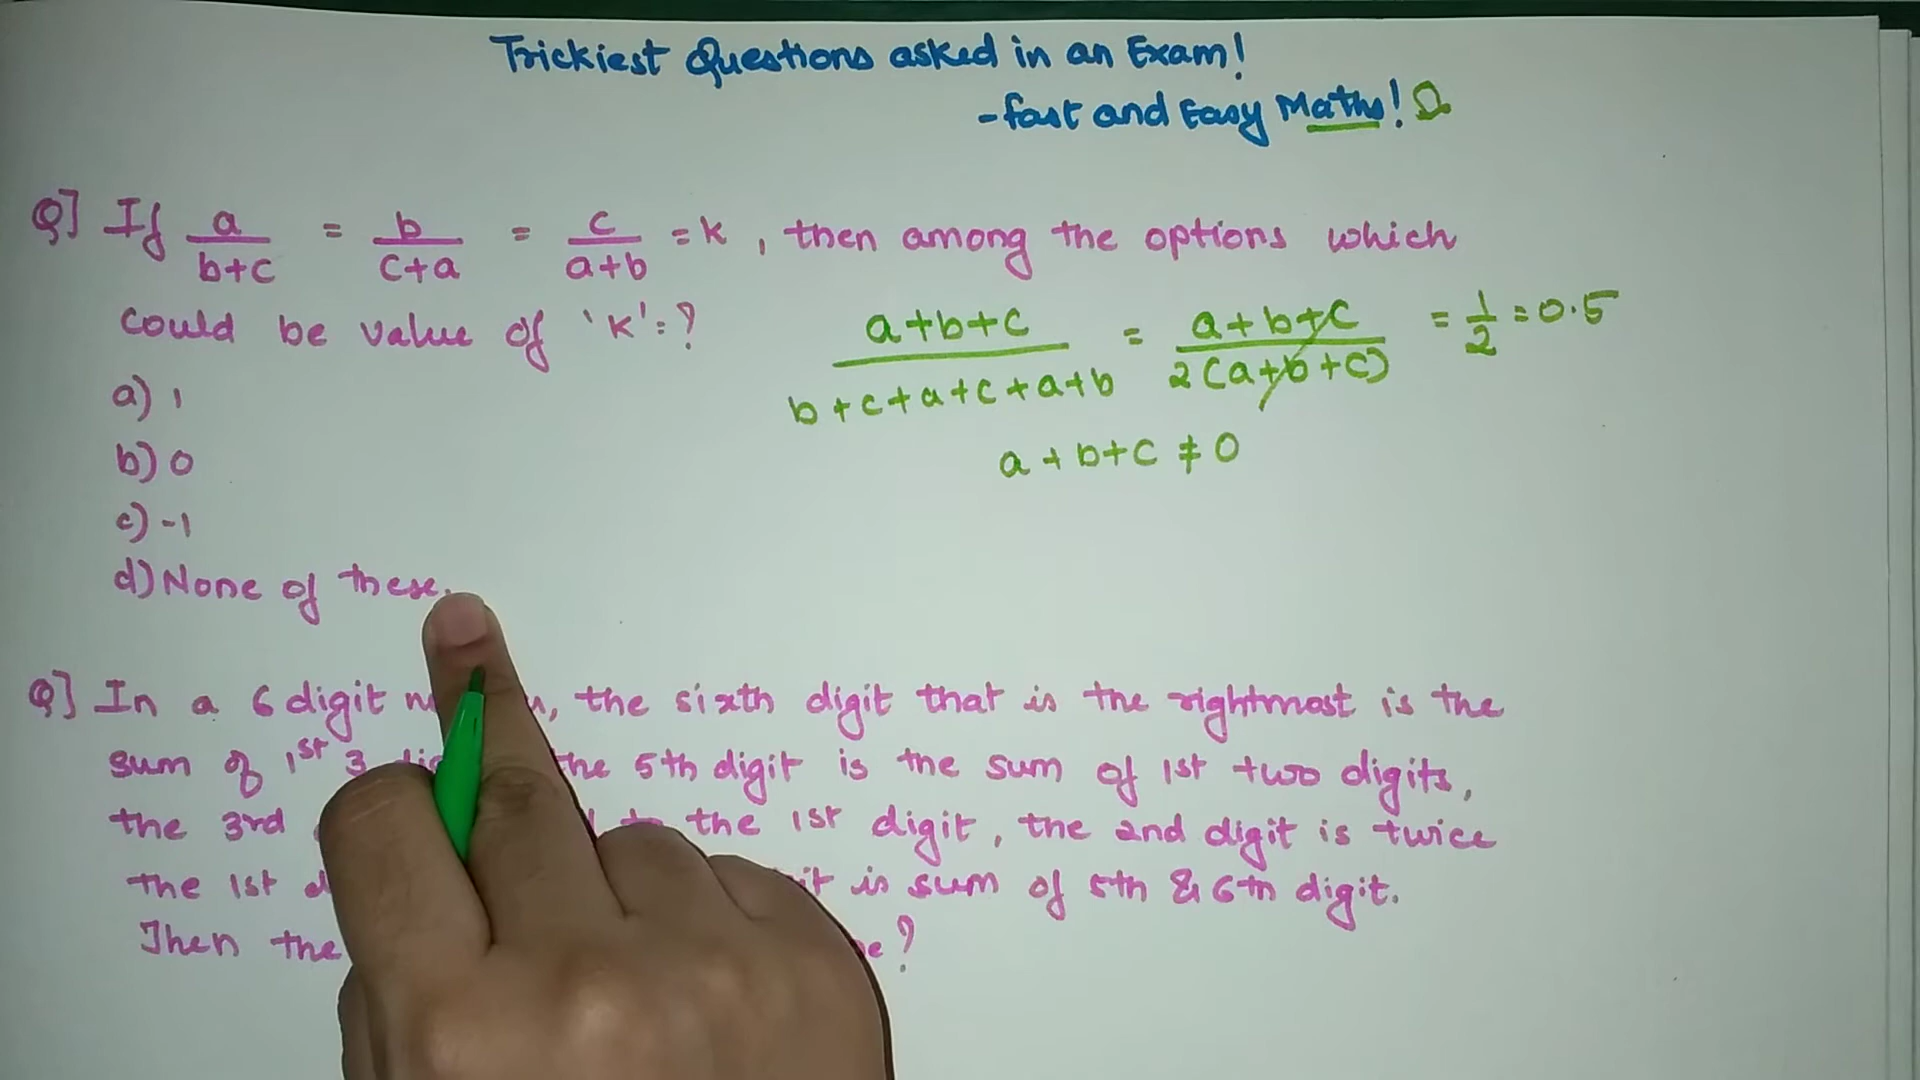 Trickiest Questions asked in an Exam!
- fast and Easy Maths!
Q] If a/(b+c) = b/(c+a) = c/(a+b) = k, then among the options which
could be value of 'k':?
(a+b+c)/(b+c+a+c+a+b) = (a+b+c)/(2(a+b+c)) = 1/2 = 0.5
a+b+c ≠ 0
a) 1
b) 0
c) -1
d) None of these.
Q] In a 6 digit the sixth digit that is the rightmost is the
sum of 1st 3 the 5th digit is the sum of 1st two digits,
the 3rd the 1st digit, the 2nd digit is twice
the 1st is sum of 5th & 6th digit.
Then the ?